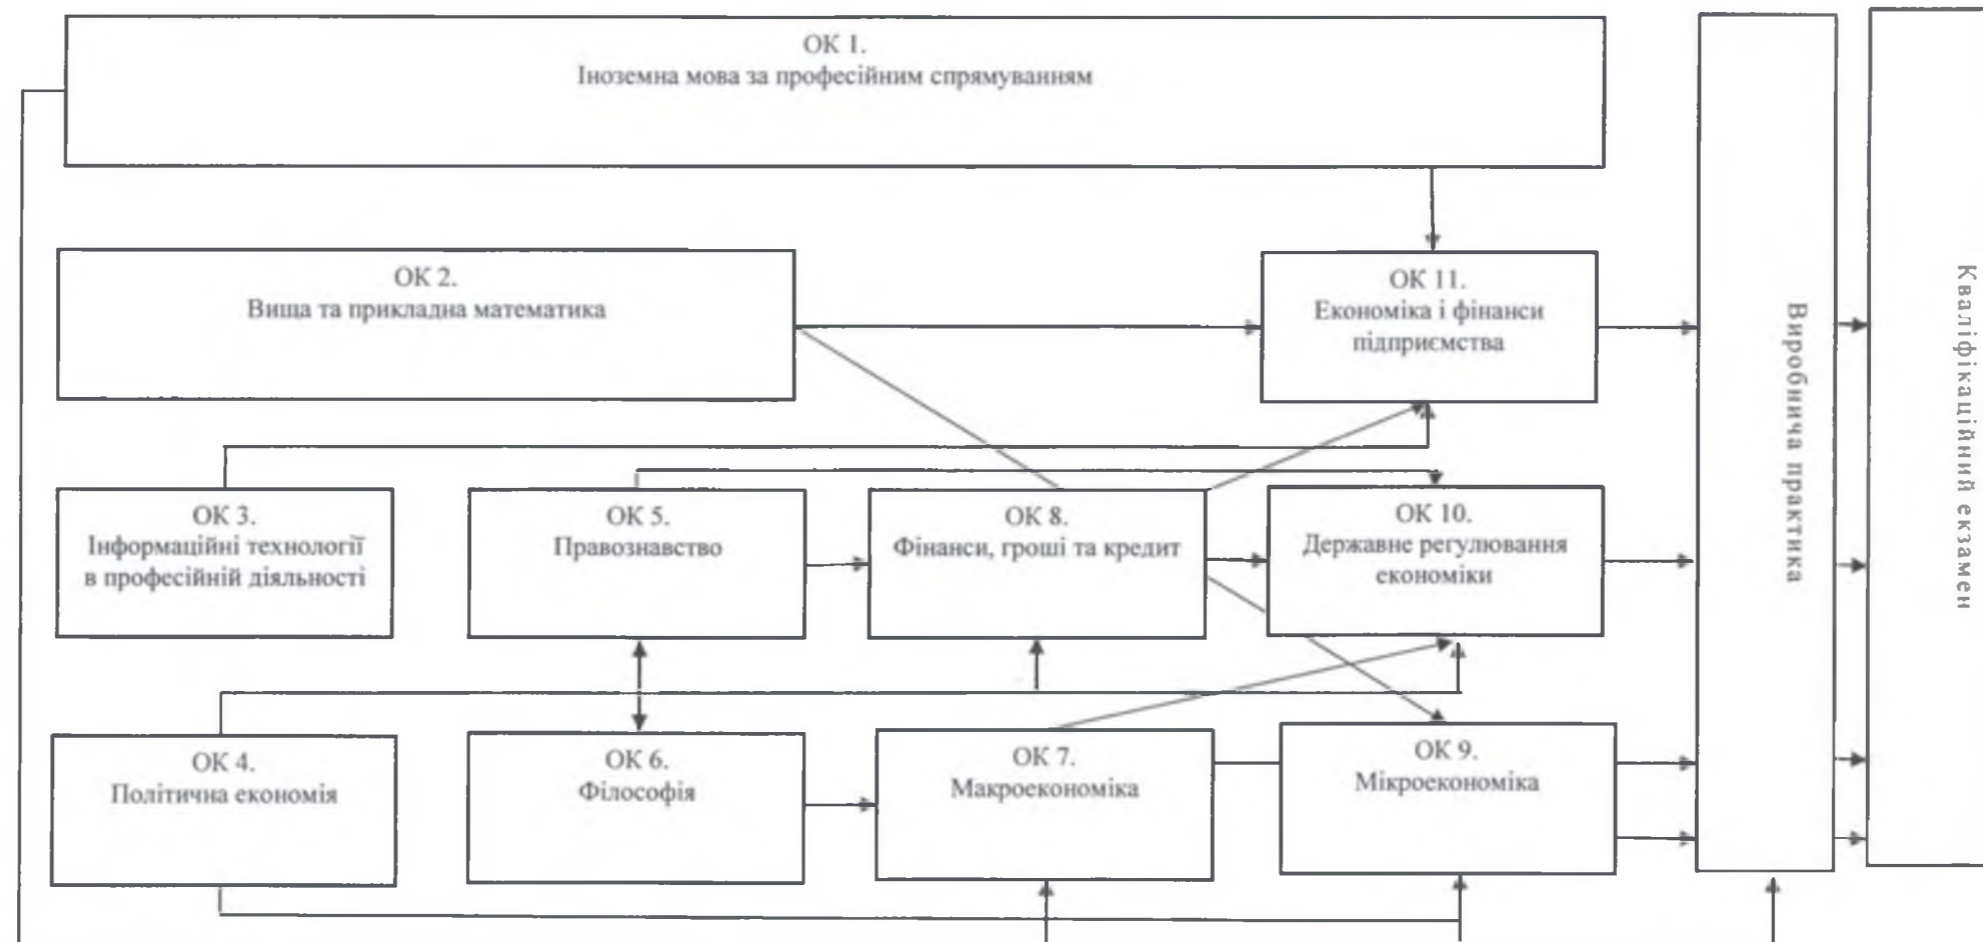 ОК 1.
Іноземна мова за професійним спрямуванням
ОК 2.
Вища та прикладна математика
ОК 11.
Економіка і фінанси
підприємства
ОК 3.
Інформаційні технології
в професійній діяльності
ОК 5.
Правознавство
ОК 8.
Фінанси, гроші та кредит
ОК 10.
Державне регулювання
економіки
ОК 4.
Політична економія
ОК 6.
Філософія
ОК 7.
Макроекономіка
ОК 9.
Мікроекономіка
Виробнича практика
Кваліфікаційний екзамен